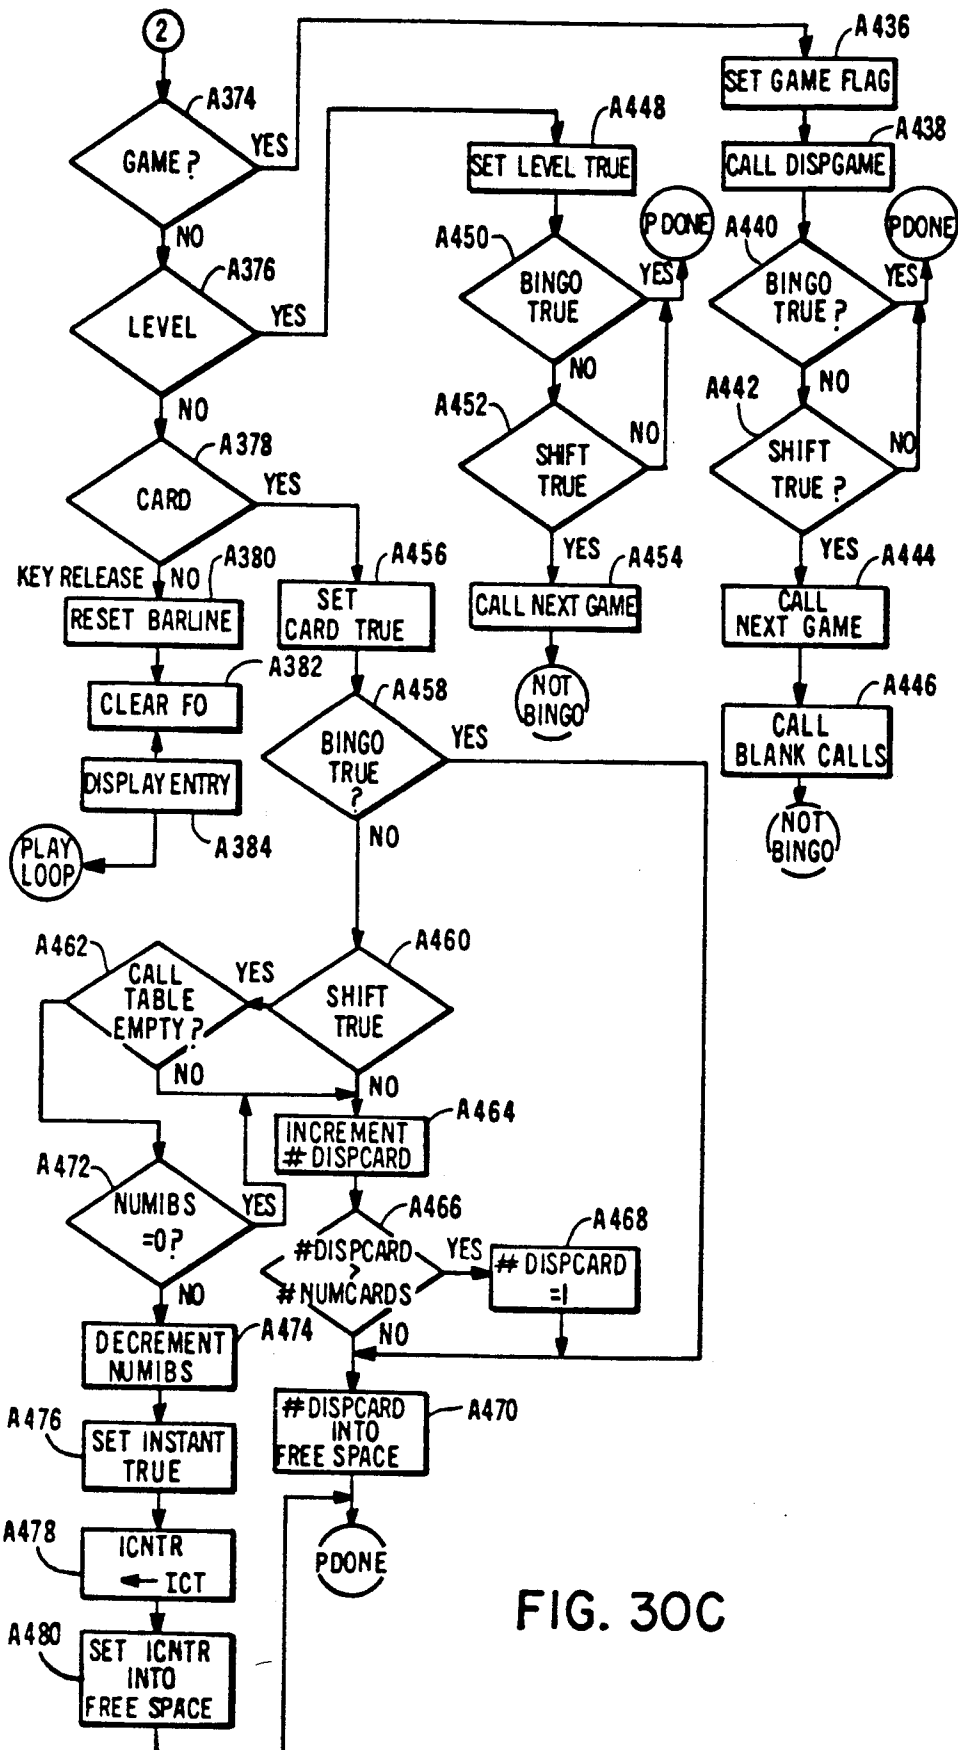 2
A436
SET GAME FLAG
A374
GAME?
YES
A448
SET LEVEL TRUE
A438
CALL DISPGAME
NO
PDONE
PDONE
A376
LEVEL
YES
A450
BINGO
TRUE
YES
A440
BINGO
TRUE?
YES
NO
NO
NO
A452
SHIFT
TRUE
NO
A442
SHIFT
TRUE?
NO
A378
CARD
YES
YES
YES
KEY RELEASE
NO
A380
RESET BARLINE
A456
SET
CARD TRUE
A454
CALL NEXT GAME
A444
CALL
NEXT GAME
A382
CLEAR FO
A458
BINGO
TRUE
?
YES
NO
NOT
BINGO
A446
CALL
BLANK CALLS
DISPLAY ENTRY
A384
PLAY
LOOP
NOT
BINGO
A462
CALL
TABLE
EMPTY?
YES
NO
A460
SHIFT
TRUE
NO
A464
INCREMENT
# DISPCARD
A472
NUMIBS
=0?
YES
NO
A466
#DISPCARD
>
#NUMCARDS
YES
NO
A468
# DISPCARD
=1
A474
DECREMENT
NUMIBS
A470
#DISPCARD
INTO
FREE SPACE
A476
SET INSTANT
TRUE
A478
ICNTR
← ICT
PDONE
A480
SET ICNTR
INTO
FREE SPACE
FIG. 30C